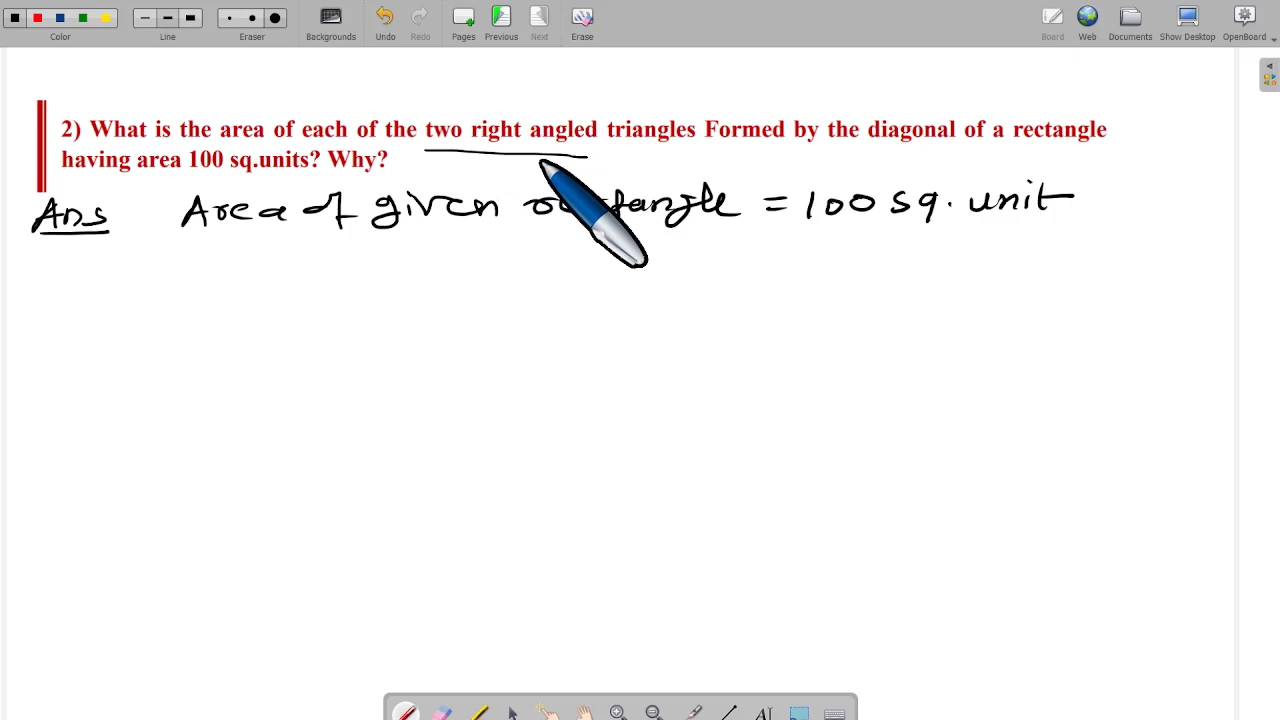 Color
Line
Eraser
Backgrounds
Undo
Redo
Pages
Previous
Next
Erase
Board
Web
Documents
Show Desktop
OpenBoard
2) What is the area of each of the two right angled triangles Formed by the diagonal of a rectangle
having area 100 sq.units? Why?
Ans Area of given rectangle = 100 sq. unit